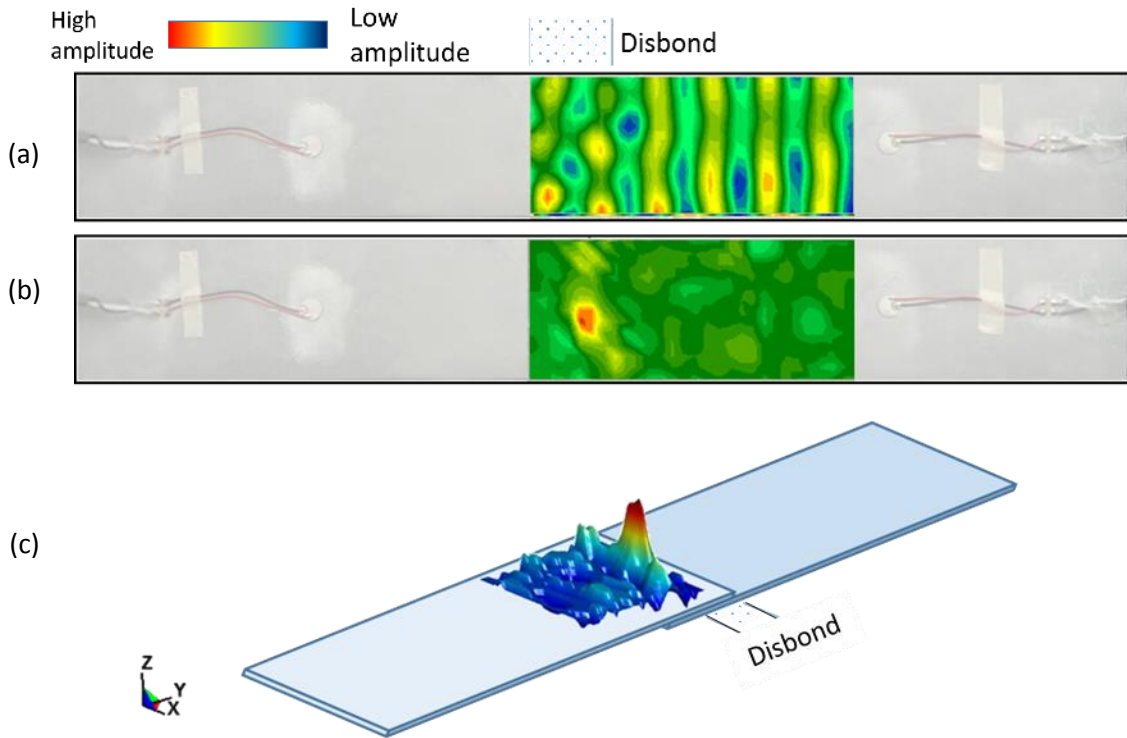 High amplitude
Low amplitude
Disbond
(a)
(b)
(c)
Disbond
Z
Y
X